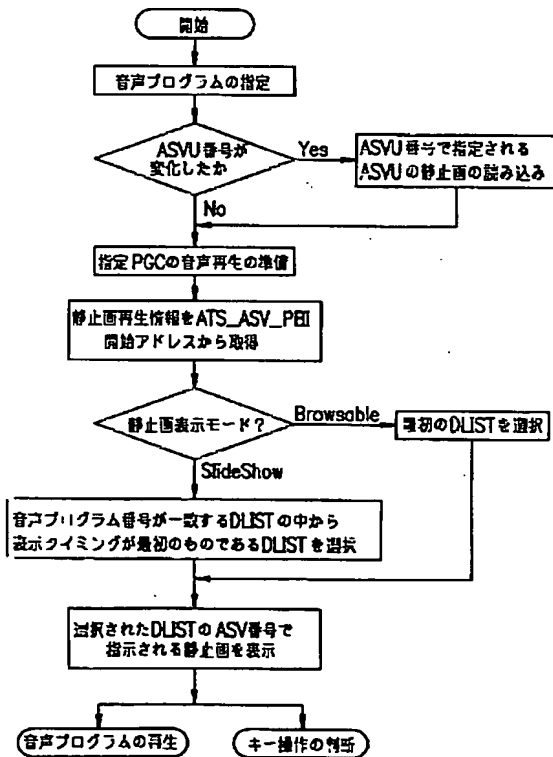 開始
音声プログラムの指定
ASVU番号が
変化したか
Yes
ASVU番号で指定される
ASVUの静止画の読み込み
No
指定PGCの音声再生の準備
静止画再生情報をATS_ASV_PBI
開始アドレスから取得
静止画表示モード?
Browsable
最初のDLISTを選択
SlideShow
音声プログラム番号が一致するDLISTの中から
表示タイミングが最初のものであるDLISTを選択
選択されたDLISTのASV番号で
指示される静止画を表示
音声プログラムの再生
キー操作の判断